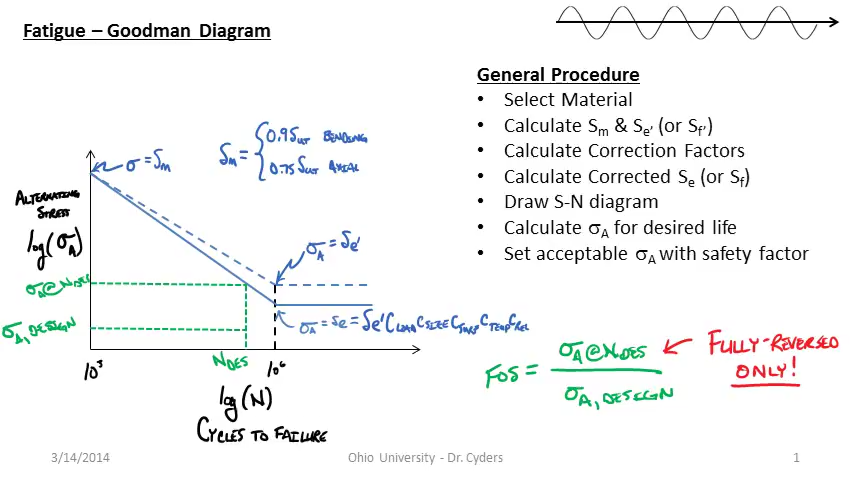 Fatigue – Goodman Diagram
General Procedure
• Select Material
• Calculate Sm & Se’ (or Sf’)
• Calculate Correction Factors
• Calculate Corrected Se (or Sf)
• Draw S-N diagram
• Calculate σA for desired life
• Set acceptable σA with safety factor
σ = Sm
Sm = { 0.9 Sut BENDING
0.75 Sut AXIAL
ALTERNATING
STRESS
log(σA)
σA = Se'
σA@NDES
σA = Se = Se' CLOAD CSIZE CSURF CTEMP CREL
σA, DESIGN
NDES
10³
10⁶
log(N)
CYCLES TO FAILURE
FOS = σA@NDES
σA, DESIGN
FULLY-REVERSED
ONLY!
3/14/2014
Ohio University - Dr. Cyders
1